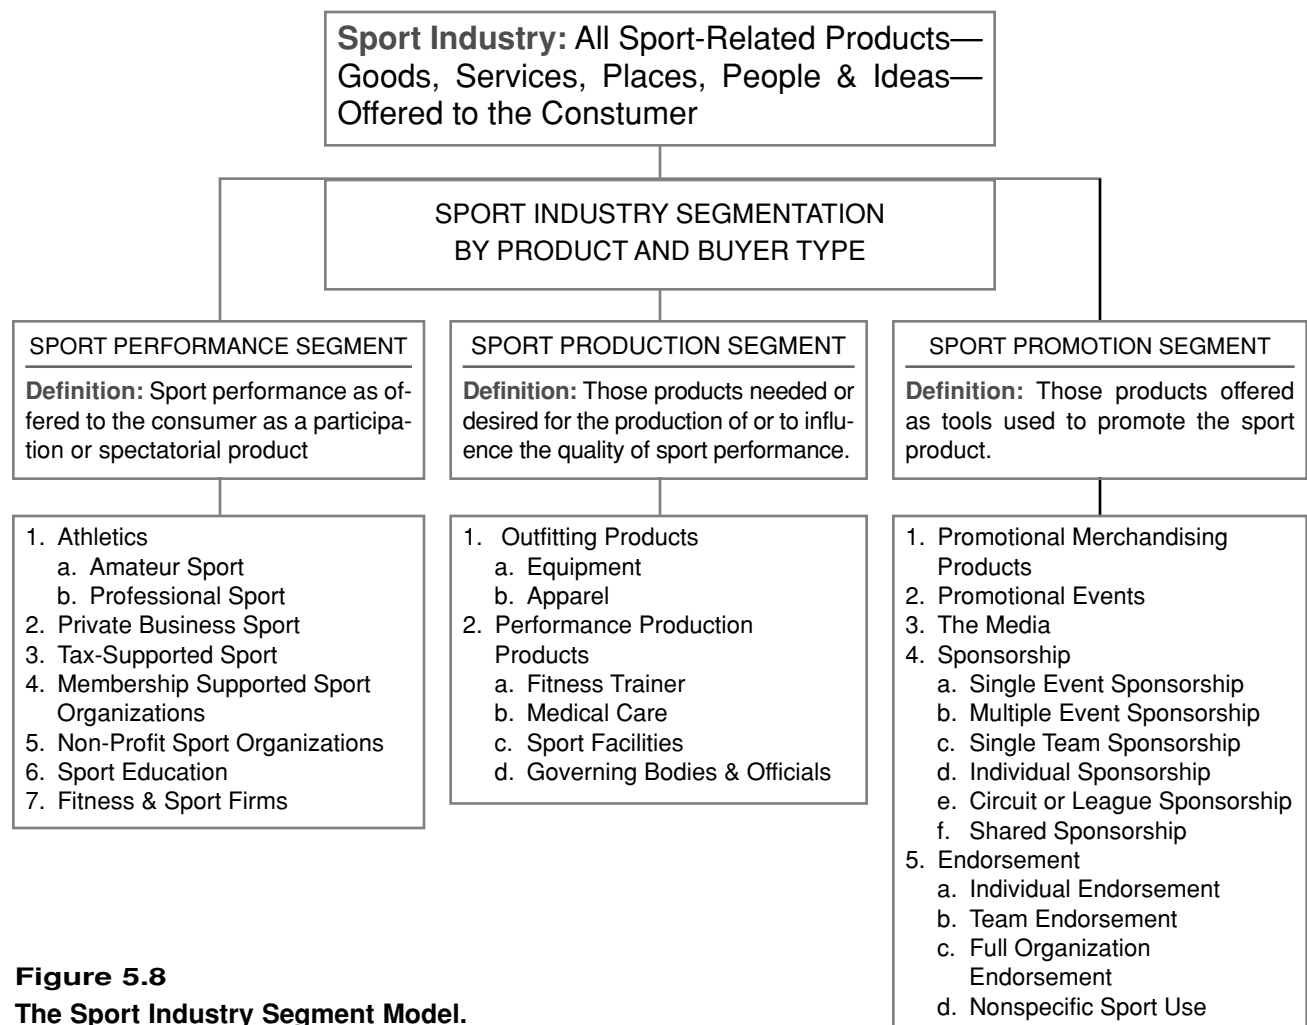 Sport Industry: All Sport-Related Products—
Goods, Services, Places, People & Ideas—
Offered to the Constumer
SPORT INDUSTRY SEGMENTATION
BY PRODUCT AND BUYER TYPE
SPORT PERFORMANCE SEGMENT
Definition: Sport performance as of-
fered to the consumer as a participa-
tion or spectatorial product
1. Athletics
a. Amateur Sport
b. Professional Sport
2. Private Business Sport
3. Tax-Supported Sport
4. Membership Supported Sport
Organizations
5. Non-Profit Sport Organizations
6. Sport Education
7. Fitness & Sport Firms
SPORT PRODUCTION SEGMENT
Definition: Those products needed or
desired for the production of or to influ-
ence the quality of sport performance.
1. Outfitting Products
a. Equipment
b. Apparel
2. Performance Production
Products
a. Fitness Trainer
b. Medical Care
c. Sport Facilities
d. Governing Bodies & Officials
SPORT PROMOTION SEGMENT
Definition: Those products offered
as tools used to promote the sport
product.
1. Promotional Merchandising
Products
2. Promotional Events
3. The Media
4. Sponsorship
a. Single Event Sponsorship
b. Multiple Event Sponsorship
c. Single Team Sponsorship
d. Individual Sponsorship
e. Circuit or League Sponsorship
f. Shared Sponsorship
5. Endorsement
a. Individual Endorsement
b. Team Endorsement
c. Full Organization
Endorsement
d. Nonspecific Sport Use
Figure 5.8
The Sport Industry Segment Model.